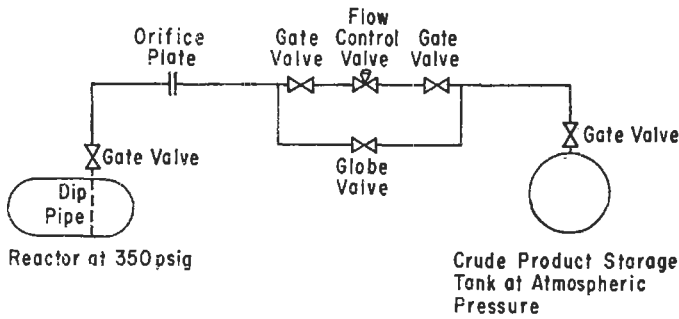 Orifice
Plate
Gate
Valve
Flow
Control
Valve
Gate
Valve
Gate Valve
Globe
Valve
Gate Valve
Dip
Pipe
Reactor at 350 psig
Crude Product Starage
Tank at Atmospheric
Pressure